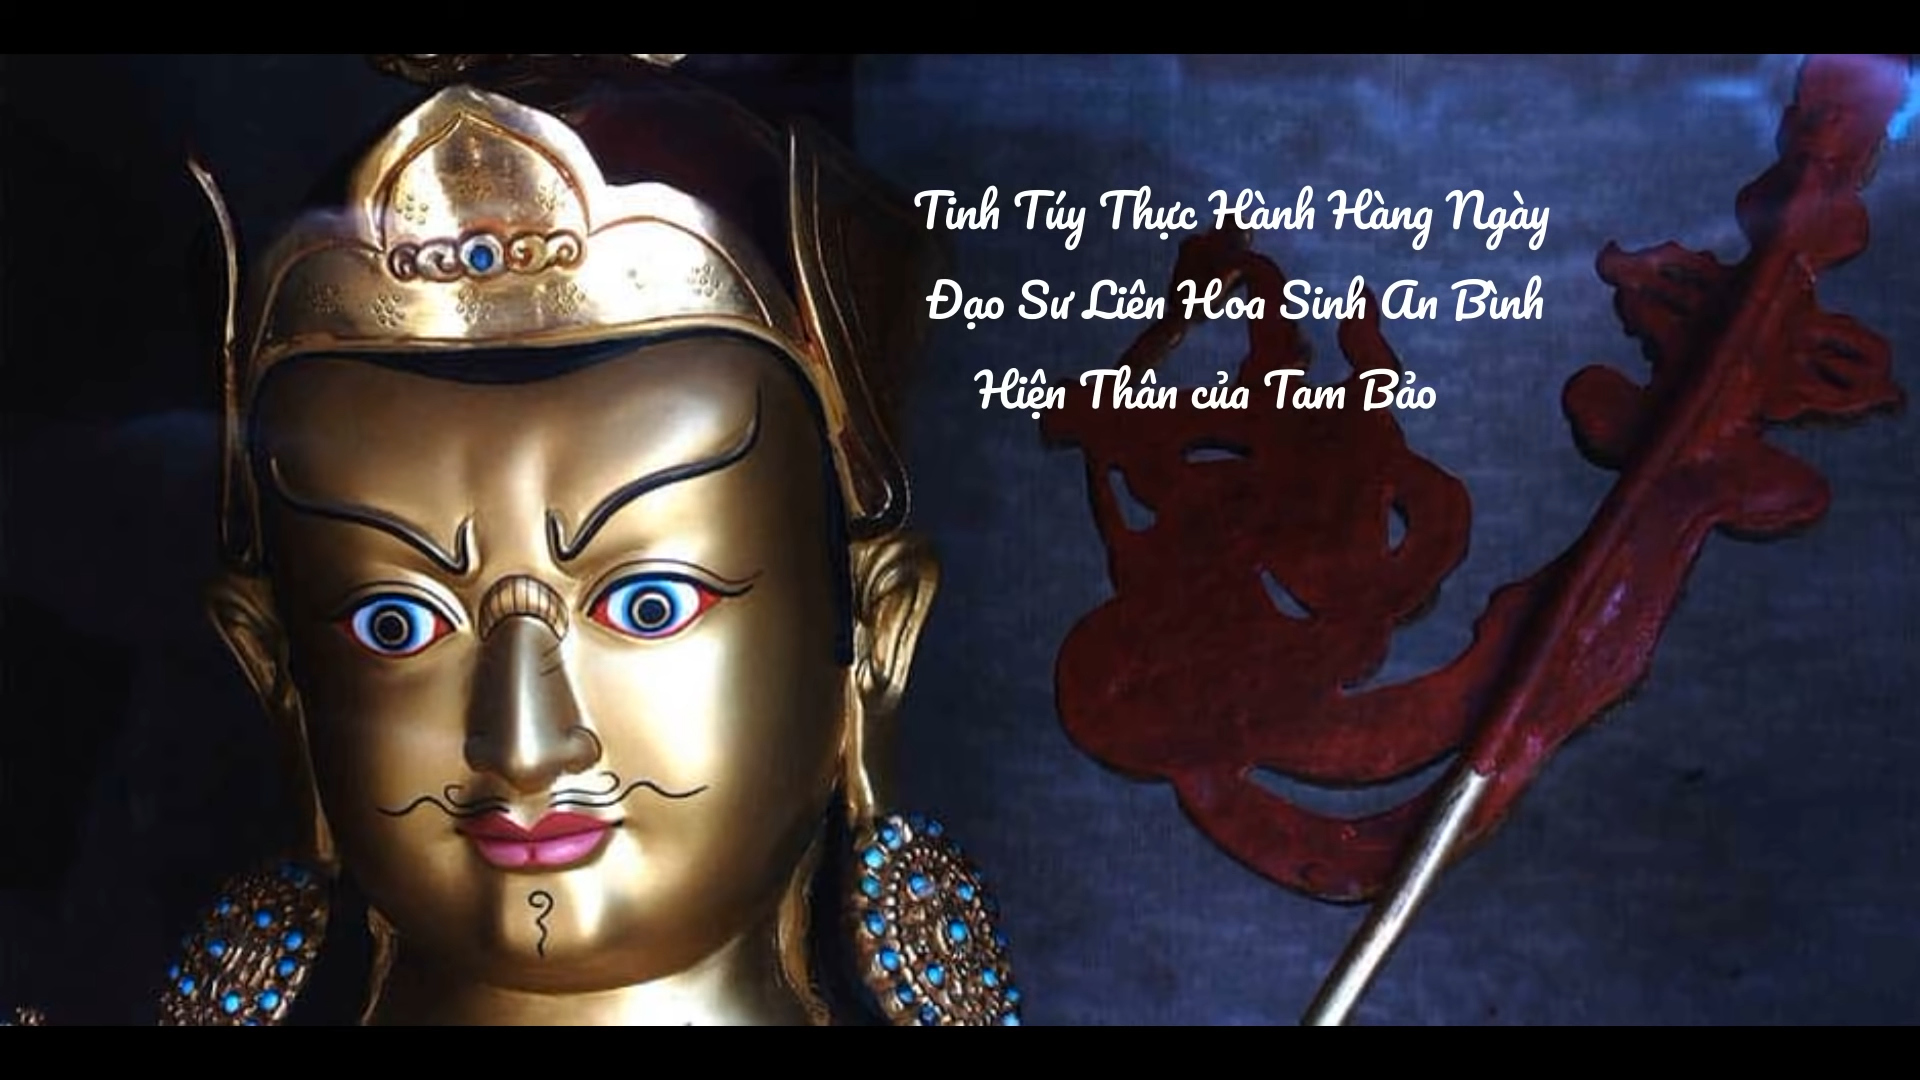 Tinh Túy Thực Hành Hàng Ngày
Đạo Sư Liên Hoa Sinh An Bình
Hiện Thân của Tam Bảo